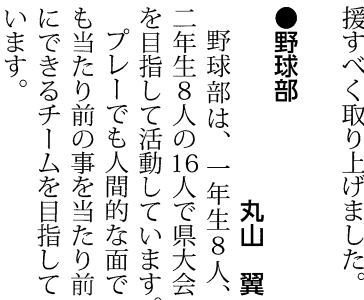 援すべく取り上げました。
●野球部
丸山　翼
野球部は、一年生8人、
二年生8人の16人で県大会
を目指して活動しています。
プレーでも人間的な面で
も当たり前の事を当たり前
にできるチームを目指して
います。